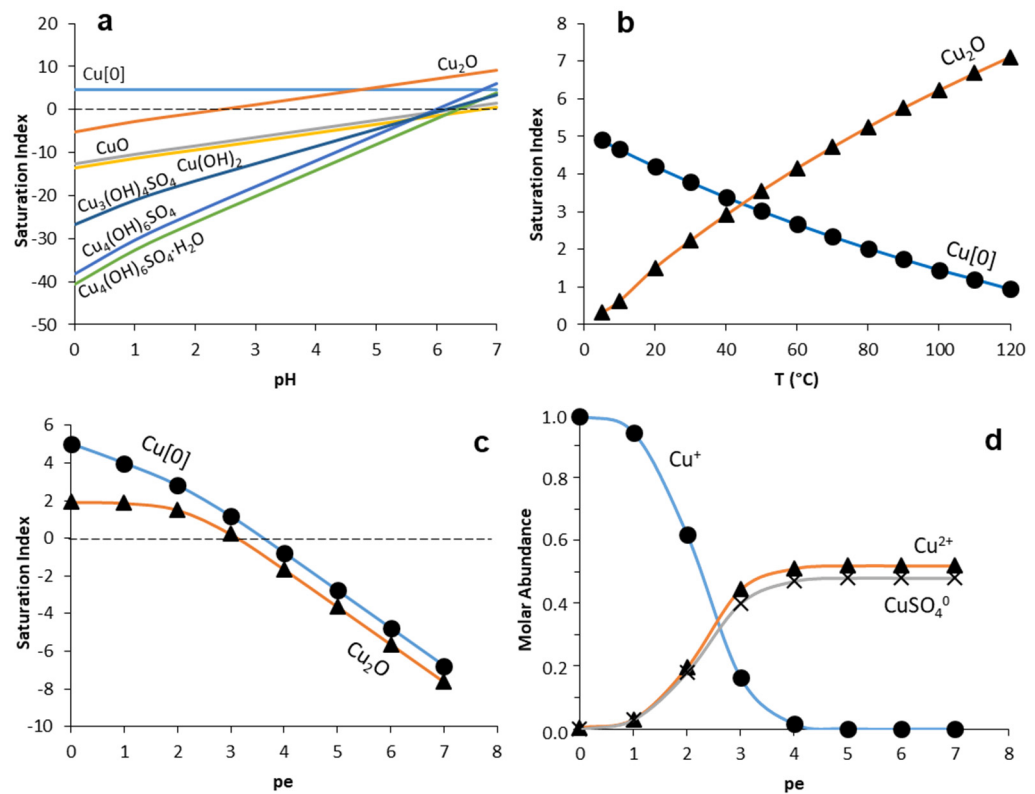 a
20
10
0
-10
-20
-30
-40
-50
Saturation Index
Cu[0]
Cu₂O
CuO
Cu(OH)₂
Cu₃(OH)₄SO₄
Cu₄(OH)₆SO₄
Cu₄(OH)₆SO₄·H₂O
0 1 2 3 4 5 6 7
pH
b
8
7
6
5
4
3
2
1
0
Saturation Index
Cu₂O
Cu[0]
0 20 40 60 80 100 120
T (°C)
c
6
4
2
0
-2
-4
-6
-8
-10
Saturation Index
Cu[0]
Cu₂O
0 1 2 3 4 5 6 7 8
pe
d
1.0
0.8
0.6
0.4
0.2
0.0
Molar Abundance
Cu⁺
Cu²⁺
CuSO₄⁰
0 1 2 3 4 5 6 7 8
pe